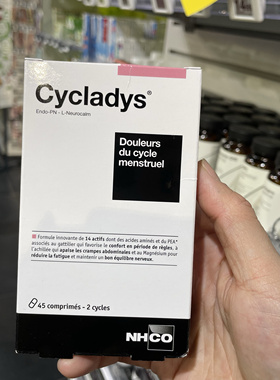 Cycladys®
Endo-PN - L-Neurocalm
Douleurs
du cycle
menstruel
Formule innovante de 14 actifs dont des acides aminés et du PEA*
associés au gattilier qui favorise le confort en période de règles, à
l'achillée qui apaise les crampes abdominales et au Magnésium pour
réduire la fatigue et maintenir un bon équilibre nerveux.
45 comprimés - 2 cycles
NHCO